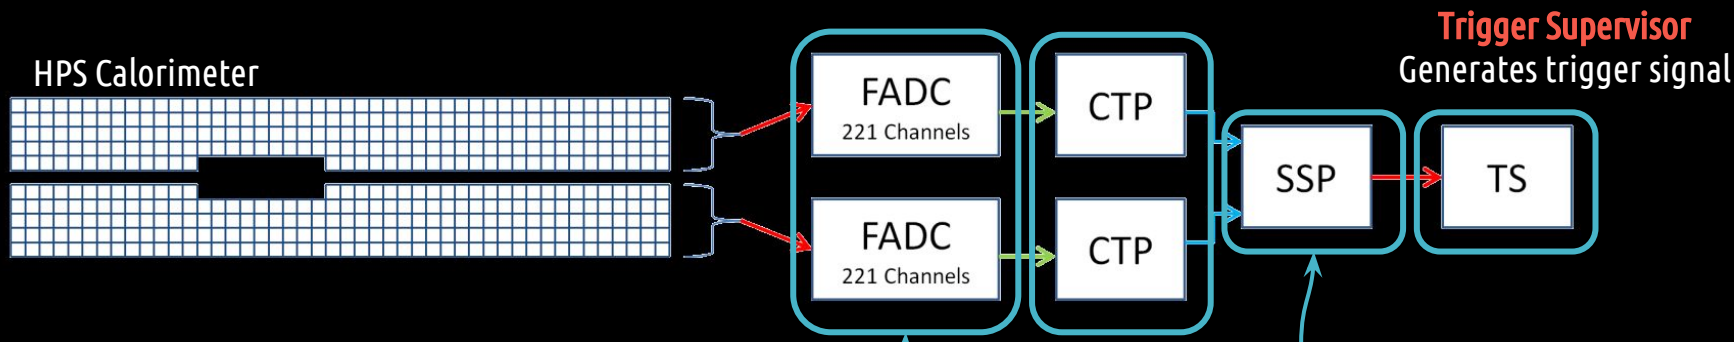 Trigger Supervisor
Generates trigger signal
HPS Calorimeter
FADC
221 Channels
CTP
SSP
TS
FADC
221 Channels
CTP